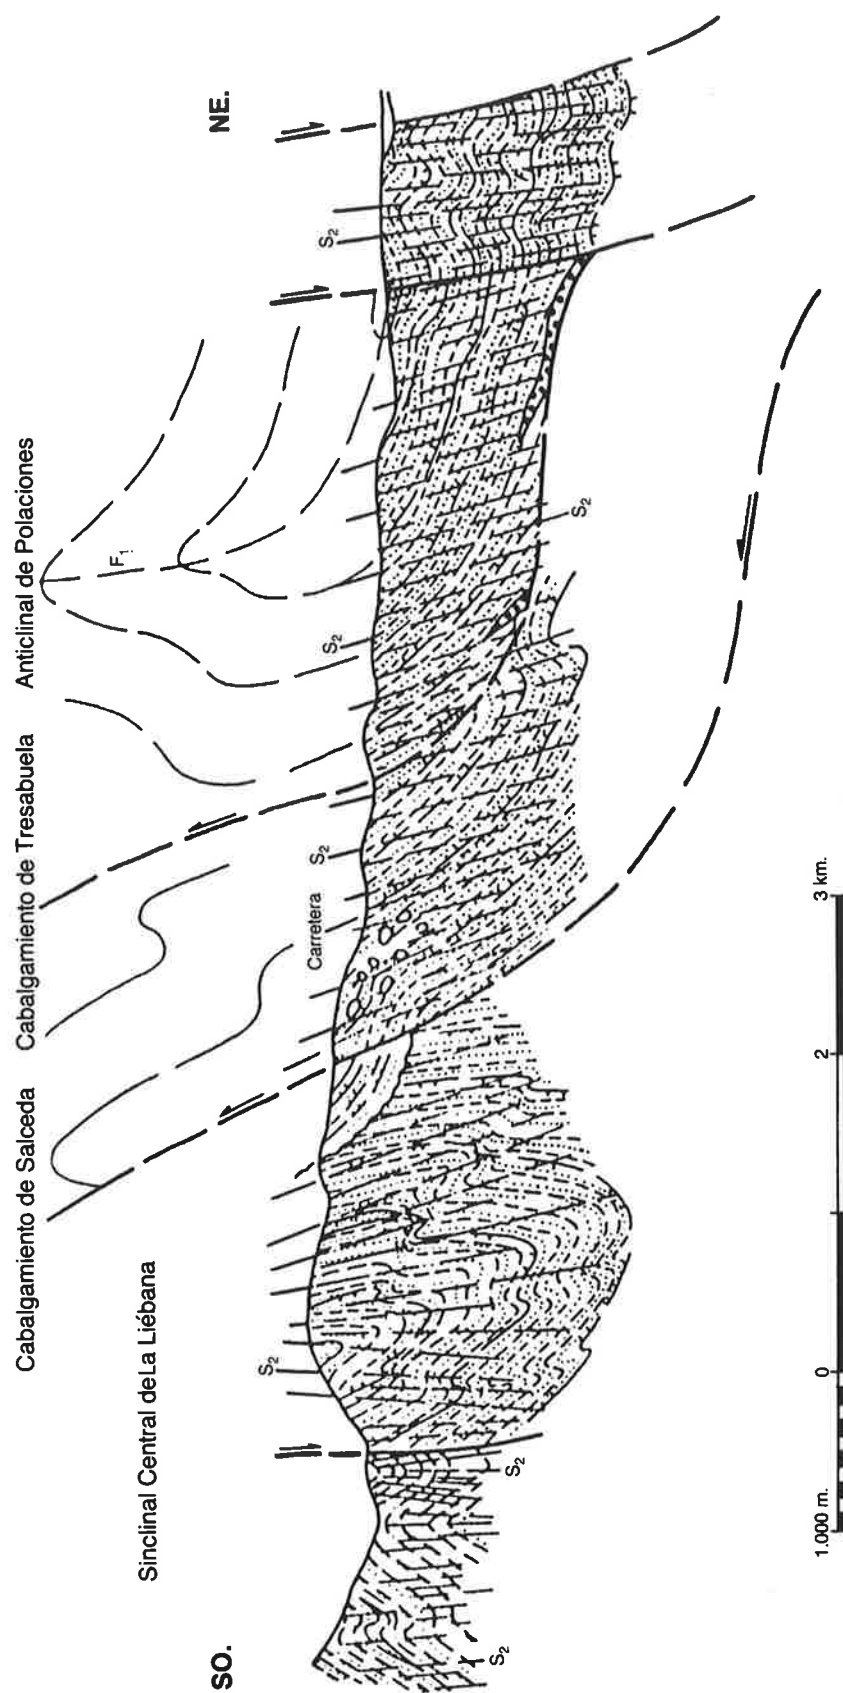 Cabalgamiento de Salceda
Cabalgamiento de Tresabuela
Anticlinal de Polaciones
Sinclinal Central de La Liébana
SO.
NE.
F1
S2
S2
S2
S2
Carretera
S2
S2
S2
1.000 m.
0
2
3 km.